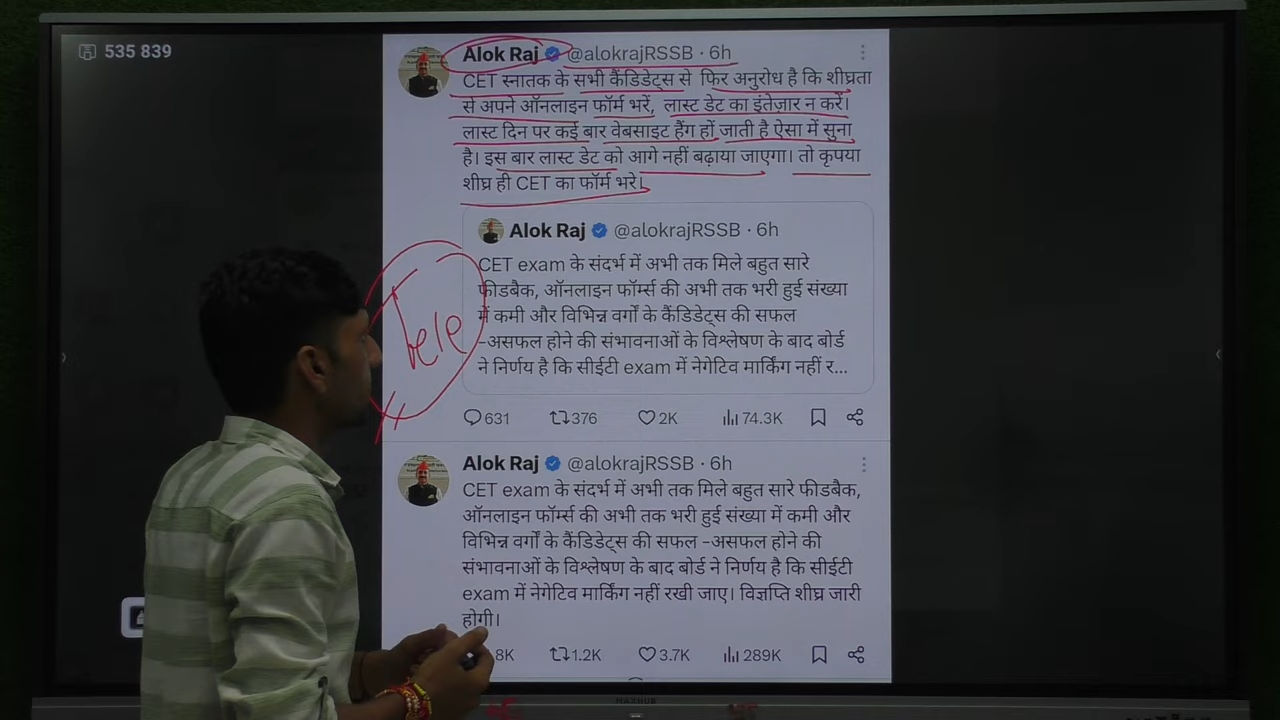 535 839
Alok Raj @alokrajRSSB · 6h
CET स्नातक के सभी कैंडिडेट्स से फिर अनुरोध है कि शीघ्रता
से अपने ऑनलाइन फॉर्म भरें, लास्ट डेट का इंतेज़ार न करें।
लास्ट दिन पर कई बार वेबसाइट हैंग हों जाती है ऐसा में सुना
है। इस बार लास्ट डेट को आगे नहीं बढ़ाया जाएगा। तो कृपया
शीघ्र ही CET का फॉर्म भरे।
Alok Raj @alokrajRSSB · 6h
CET exam के संदर्भ में अभी तक मिले बहुत सारे
फीडबैक, ऑनलाइन फॉर्म्स की अभी तक भरी हुई संख्या
में कमी और विभिन्न वर्गों के कैंडिडेट्स की सफल
-असफल होने की संभावनाओं के विश्लेषण के बाद बोर्ड
ने निर्णय है कि सीईटी exam में नेगेटिव मार्किंग नहीं र...
Tele
631 376 2K 74.3K
Alok Raj @alokrajRSSB · 6h
CET exam के संदर्भ में अभी तक मिले बहुत सारे फीडबैक,
ऑनलाइन फॉर्म्स की अभी तक भरी हुई संख्या में कमी और
विभिन्न वर्गों के कैंडिडेट्स की सफल -असफल होने की
संभावनाओं के विश्लेषण के बाद बोर्ड ने निर्णय है कि सीईटी
exam में नेगेटिव मार्किंग नहीं रखी जाए। विज्ञप्ति शीघ्र जारी
होगी।
.8K 1.2K 3.7K 289K
MAXHUB